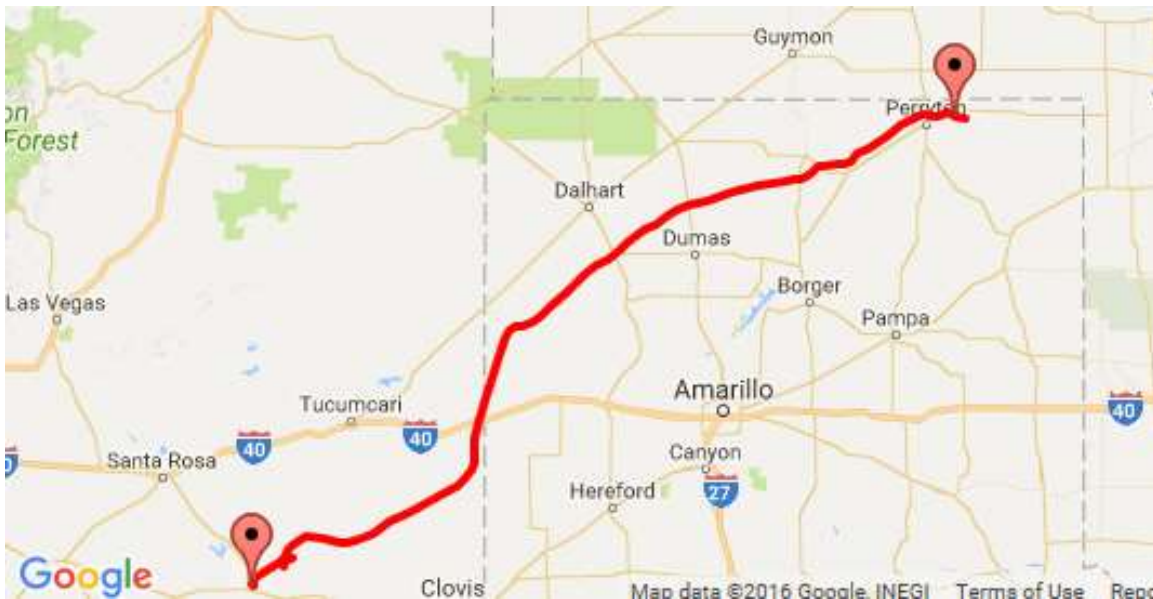 Guymon
on
Forest
Perryton
Dalhart
Dumas
Las Vegas
Borger
Pampa
Tucumcari
Amarillo
40
40
40
Santa Rosa
Canyon
Hereford
27
Google
Clovis
Map data ©2016 Google, INEGI Terms of Use Repo